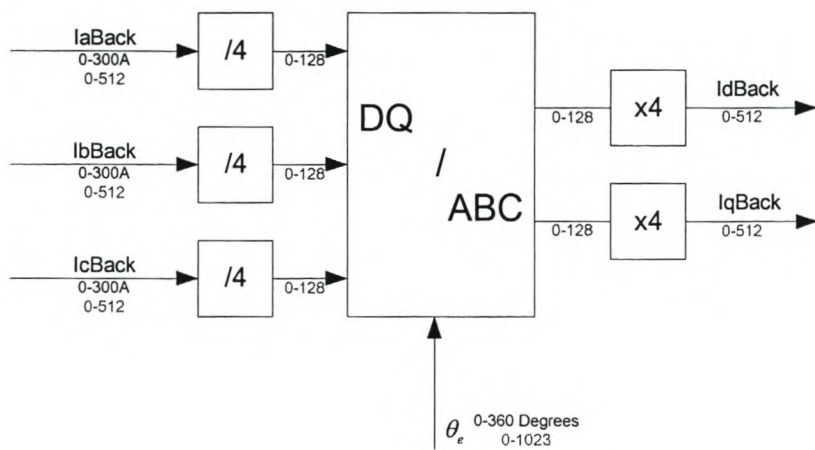 IaBack
0-300A
0-512
/4
0-128
IbBack
0-300A
0-512
/4
0-128
IcBack
0-300A
0-512
/4
0-128
DQ
/
ABC
0-128
x4
IdBack
0-512
0-128
x4
IqBack
0-512
θe 0-360 Degrees
0-1023